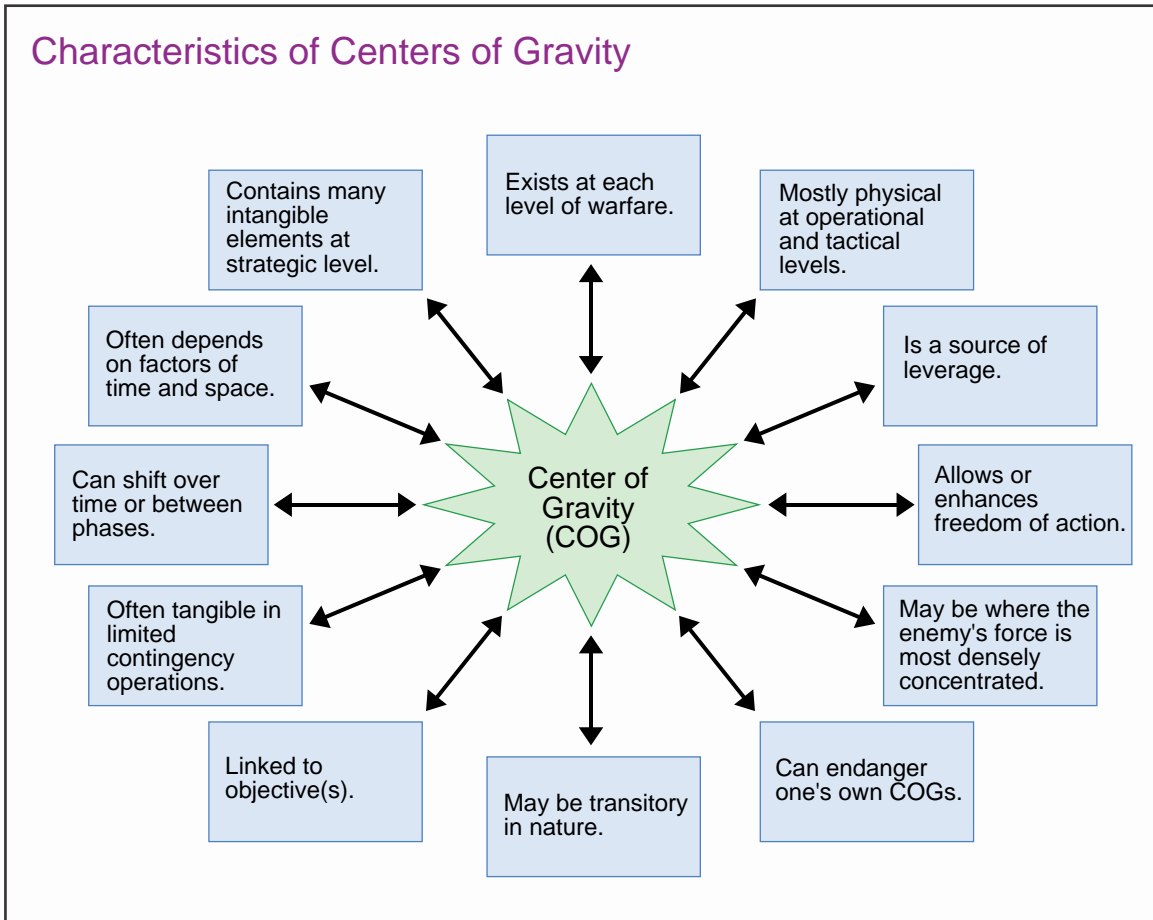 Characteristics of Centers of Gravity
Exists at each
level of warfare.
Mostly physical
at operational
and tactical
levels.
Is a source of
leverage.
Allows or
enhances
freedom of action.
May be where the
enemy's force is
most densely
concentrated.
Can endanger
one's own COGs.
May be transitory
in nature.
Linked to
objective(s).
Often tangible in
limited
contingency
operations.
Can shift over
time or between
phases.
Often depends
on factors of
time and space.
Contains many
intangible
elements at
strategic level.
Center of
Gravity
(COG)